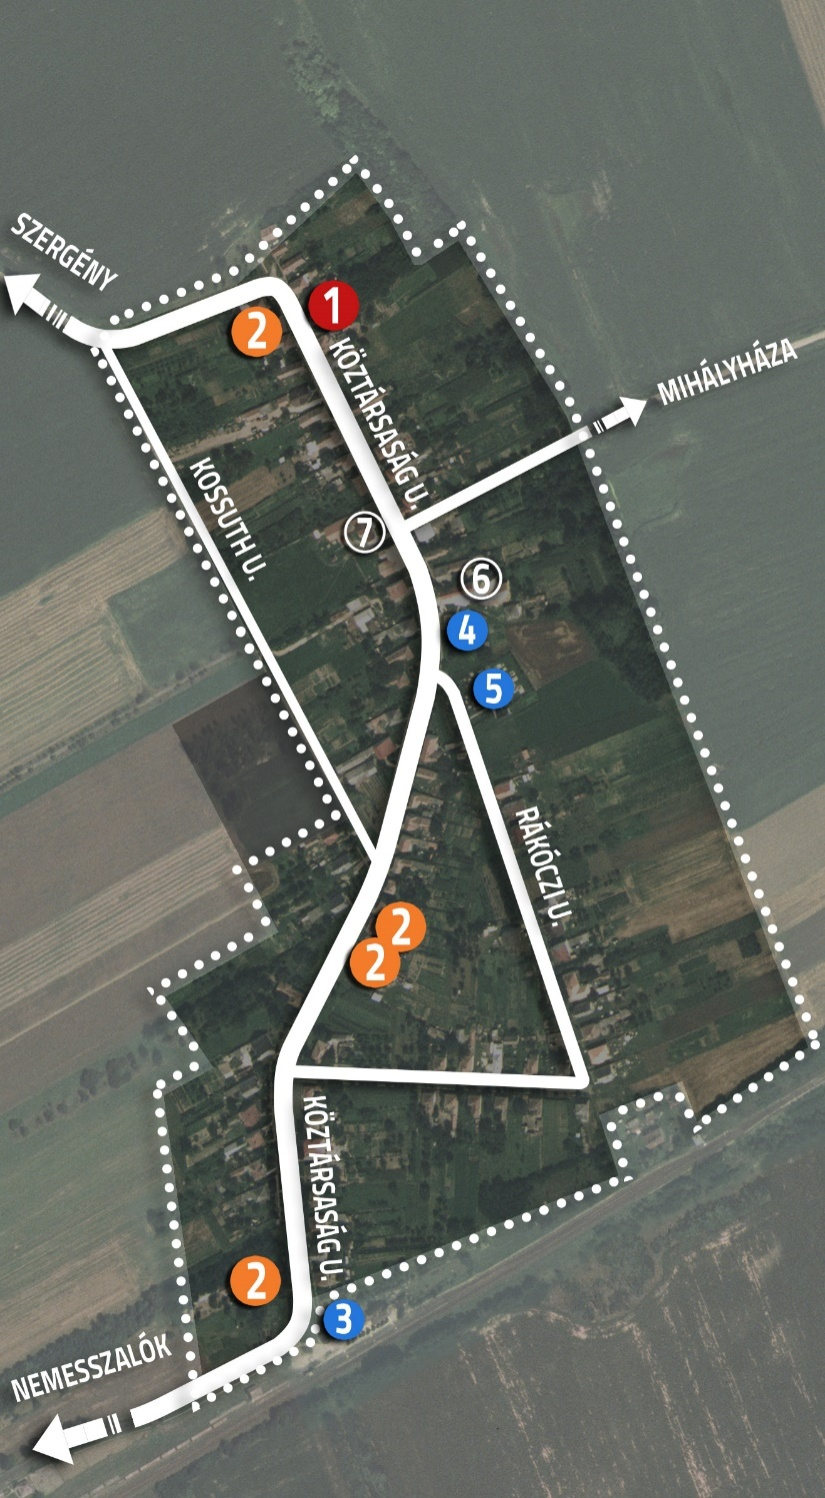 SZERGÉNY
1
2
KÖZTÁRSASÁG U.
MIHÁLYHÁZA
KOSSUTH U.
7
6
4
5
RÁKÓCZI U.
2
2
KÖZTÁRSASÁG U.
2
3
NEMESSZALÓK